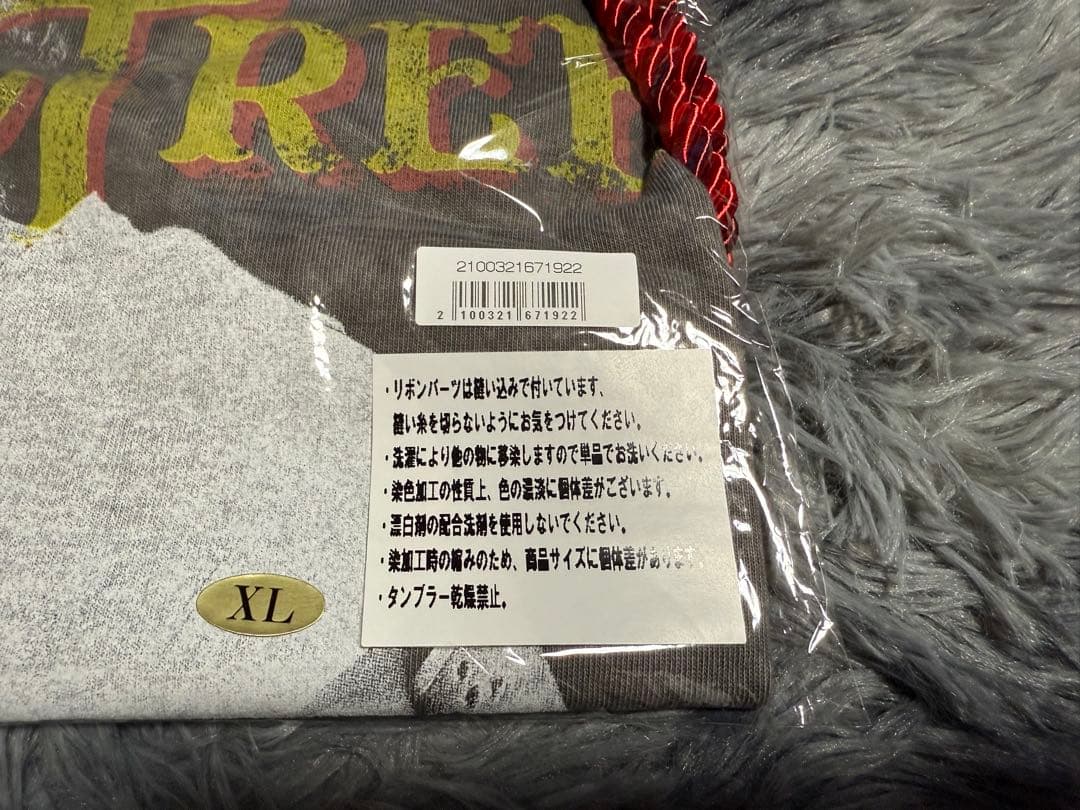 TREE
2100321671922
2 100321 671922
・リボンパーツは縫い込みで付いています、
縫い糸を切らないようにお気をつけてください。
・洗濯により他の物に移染しますので単品でお洗いください。
・染色加工の性質上、色の濃淡に個体差がございます。
・漂白剤の配合洗剤を使用しないでください。
・染加工時の縮みのため、商品サイズに個体差があります。
・タンブラー乾燥禁止。
XL